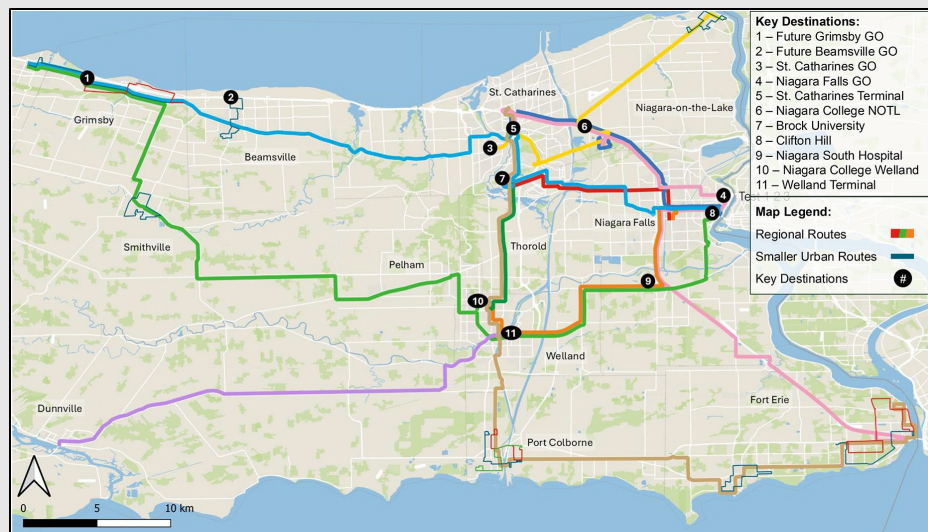 Key Destinations:
1 – Future Grimsby GO
2 – Future Beamsville GO
3 – St. Catharines GO
4 – Niagara Falls GO
5 – St. Catharines Terminal
6 – Niagara College NOTL
7 – Brock University
8 – Clifton Hill
9 – Niagara South Hospital
10 – Niagara College Welland
11 – Welland Terminal
Map Legend:
Regional Routes
Smaller Urban Routes
Key Destinations #
1
2
St. Catharines
Niagara-on-the-Lake
Grimsby
5
6
3
Beamsville
7
4
8
Niagara Falls
Smithville
Thorold
Pelham
9
10
11
Welland
Dunnville
Fort Erie
Port Colborne
0 5 10 km